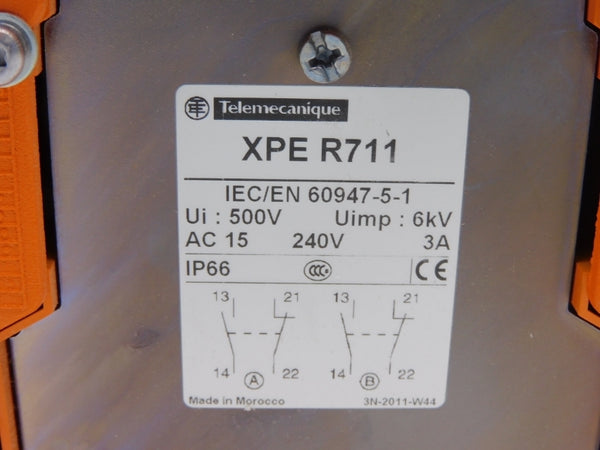 Telemecanique
XPE R711
IEC/EN 60947-5-1
Ui : 500V Uimp : 6kV
AC 15 240V 3A
IP66 CCC CE
13 21 13 21
14 A 22 14 B 22
Made in Morocco 3N-2011-W44